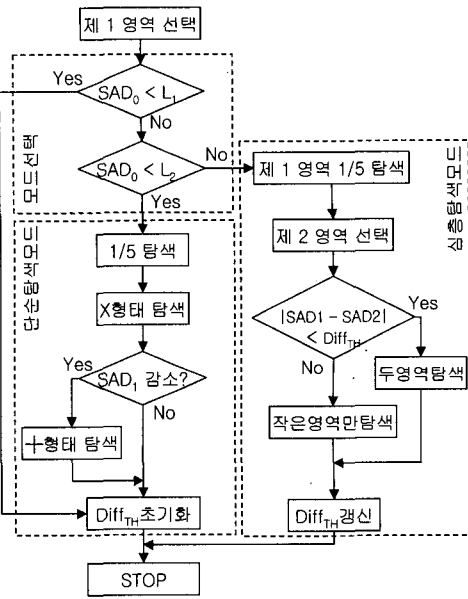 제 1 영역 선택
Yes
SAD₀ < L₁
No
모드선택
SAD₀ < L₂
No
Yes
제 1 영역 1/5 탐색
심층탐색모드
단순탐색모드
1/5 탐색
제 2 영역 선택
X형태 탐색
|SAD1 - SAD2|
< Diff_TH
Yes
No
두영역탐색
Yes
SAD₁ 감소?
No
작은영역만탐색
十형태 탐색
Diff_TH초기화
Diff_TH갱신
STOP